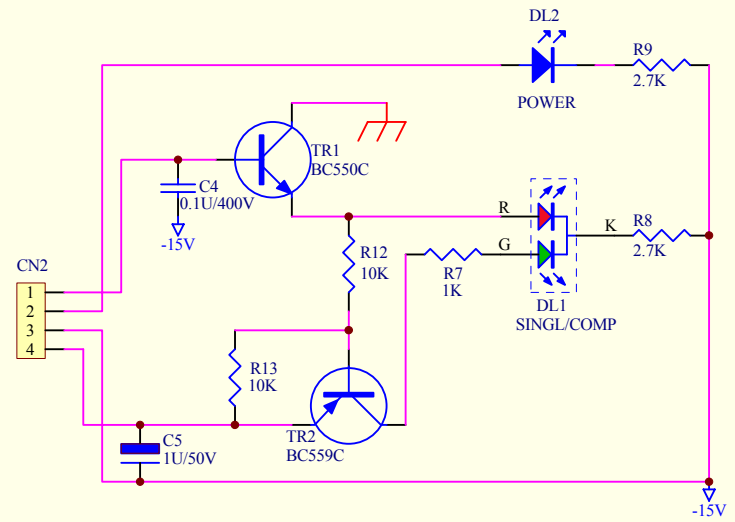 DL2
R9
2.7K
POWER
TR1
BC550C
C4
0.1U/400V
-15V
R
K
R8
2.7K
G
R12
10K
R7
1K
DL1
SINGL/COMP
CN2
1
2
3
4
R13
10K
TR2
BC559C
C5
1U/50V
-15V